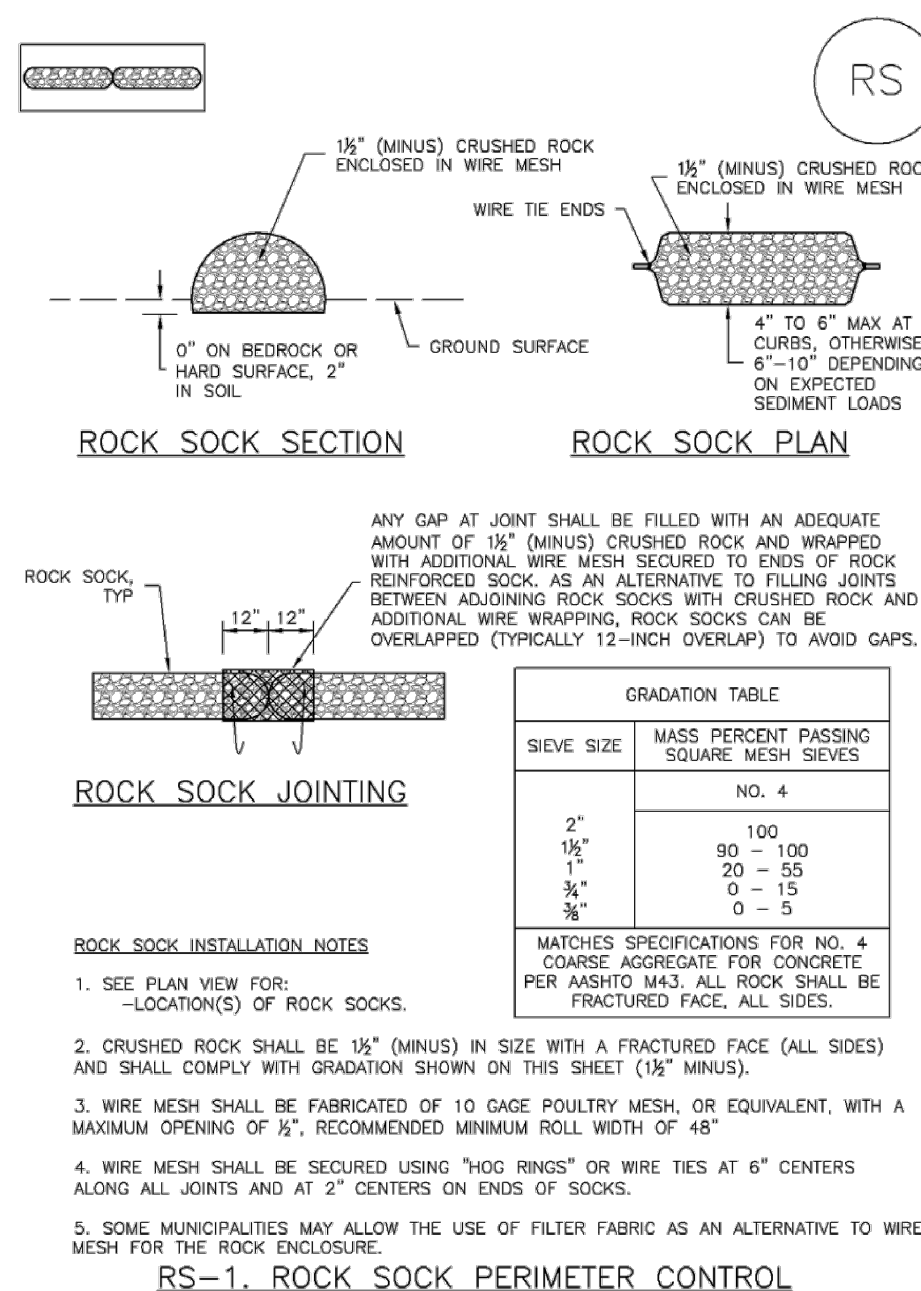 RS
1½" (MINUS) CRUSHED ROCK
ENCLOSED IN WIRE MESH
0" ON BEDROCK OR
HARD SURFACE, 2"
IN SOIL
GROUND SURFACE
ROCK SOCK SECTION
1½" (MINUS) CRUSHED ROC
ENCLOSED IN WIRE MESH
WIRE TIE ENDS
4" TO 6" MAX AT
CURBS, OTHERWISE
6"-10" DEPENDING
ON EXPECTED
SEDIMENT LOADS
ROCK SOCK PLAN
ANY GAP AT JOINT SHALL BE FILLED WITH AN ADEQUATE
AMOUNT OF 1½" (MINUS) CRUSHED ROCK AND WRAPPED
WITH ADDITIONAL WIRE MESH SECURED TO ENDS OF ROCK
REINFORCED SOCK. AS AN ALTERNATIVE TO FILLING JOINTS
BETWEEN ADJOINING ROCK SOCKS WITH CRUSHED ROCK AND
ADDITIONAL WIRE WRAPPING, ROCK SOCKS CAN BE
OVERLAPPED (TYPICALLY 12-INCH OVERLAP) TO AVOID GAPS.
ROCK SOCK,
TYP
12" 12"
ROCK SOCK JOINTING
GRADATION TABLE
SIEVE SIZE
MASS PERCENT PASSING
SQUARE MESH SIEVES
NO. 4
2" 100
1½" 90 - 100
1" 20 - 55
¾" 0 - 15
⅜" 0 - 5
MATCHES SPECIFICATIONS FOR NO. 4
COARSE AGGREGATE FOR CONCRETE
PER AASHTO M43. ALL ROCK SHALL BE
FRACTURED FACE, ALL SIDES.
ROCK SOCK INSTALLATION NOTES
1. SEE PLAN VIEW FOR:
-LOCATION(S) OF ROCK SOCKS.
2. CRUSHED ROCK SHALL BE 1½" (MINUS) IN SIZE WITH A FRACTURED FACE (ALL SIDES)
AND SHALL COMPLY WITH GRADATION SHOWN ON THIS SHEET (1½" MINUS).
3. WIRE MESH SHALL BE FABRICATED OF 10 GAGE POULTRY MESH, OR EQUIVALENT, WITH A
MAXIMUM OPENING OF ½", RECOMMENDED MINIMUM ROLL WIDTH OF 48"
4. WIRE MESH SHALL BE SECURED USING "HOG RINGS" OR WIRE TIES AT 6" CENTERS
ALONG ALL JOINTS AND AT 2" CENTERS ON ENDS OF SOCKS.
5. SOME MUNICIPALITIES MAY ALLOW THE USE OF FILTER FABRIC AS AN ALTERNATIVE TO WIRE
MESH FOR THE ROCK ENCLOSURE.
RS-1. ROCK SOCK PERIMETER CONTROL